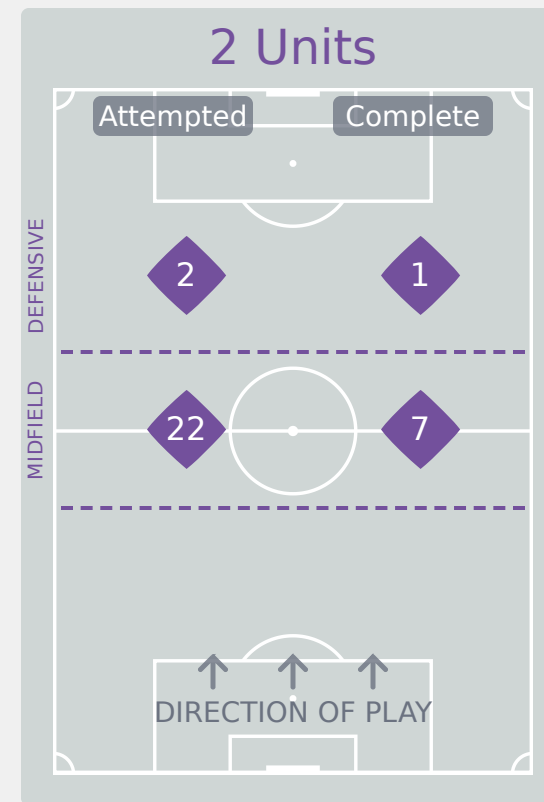 2 Units
Attempted
Complete
DEFENSIVE
2
1
MIDFIELD
22
7
DIRECTION OF PLAY